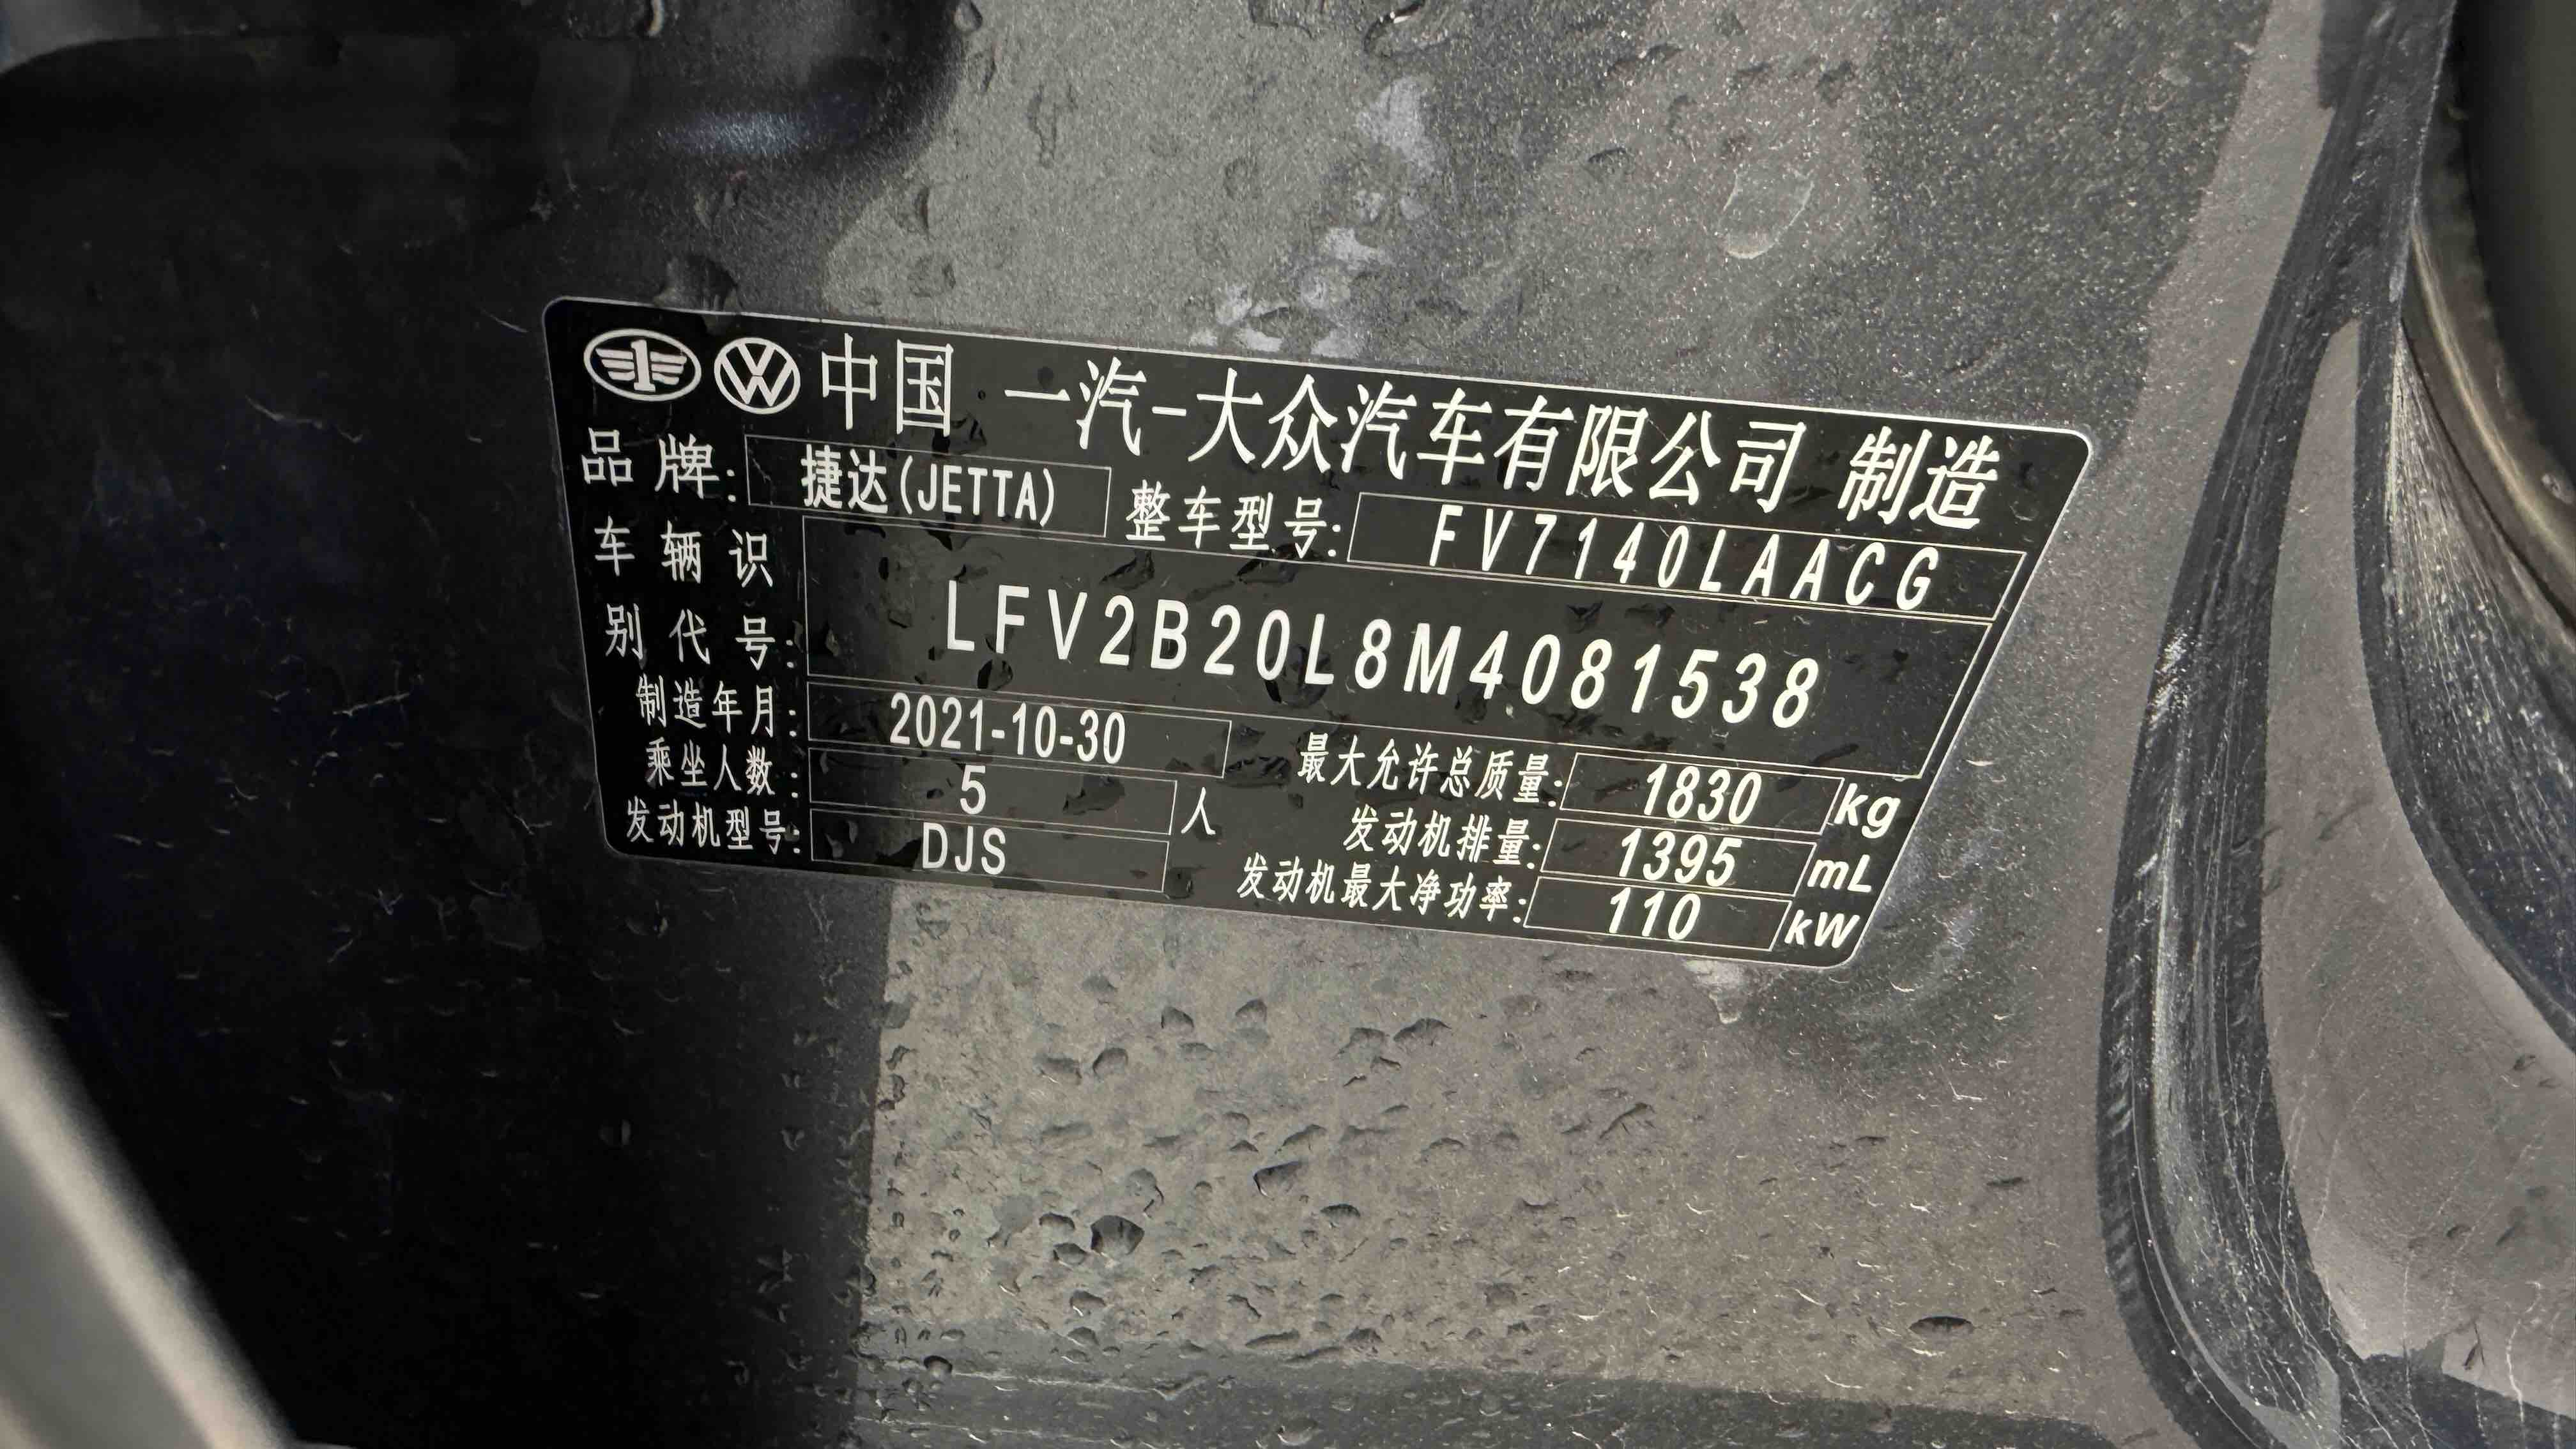 中国 一汽-大众汽车有限公司 制造
品牌: 捷达(JETTA) 整车型号: FV7140LAACG
车辆识别代号: LFV2B20L8M4081538
制造年月: 2021-10-30 最大允许总质量: 1830 kg
乘坐人数: 5 人 发动机排量: 1395 mL
发动机型号: DJS 发动机最大净功率: 110 kW